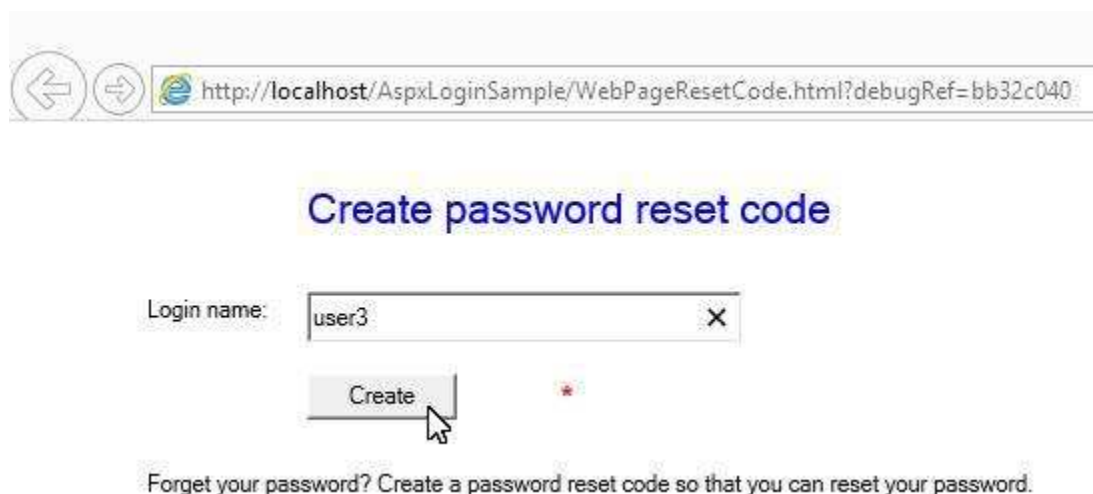 http://localhost/AspxLoginSample/WebPageResetCode.html?debugRef=bb32c040
Create password reset code
Login name:
user3
Create
*
Forget your password? Create a password reset code so that you can reset your password.